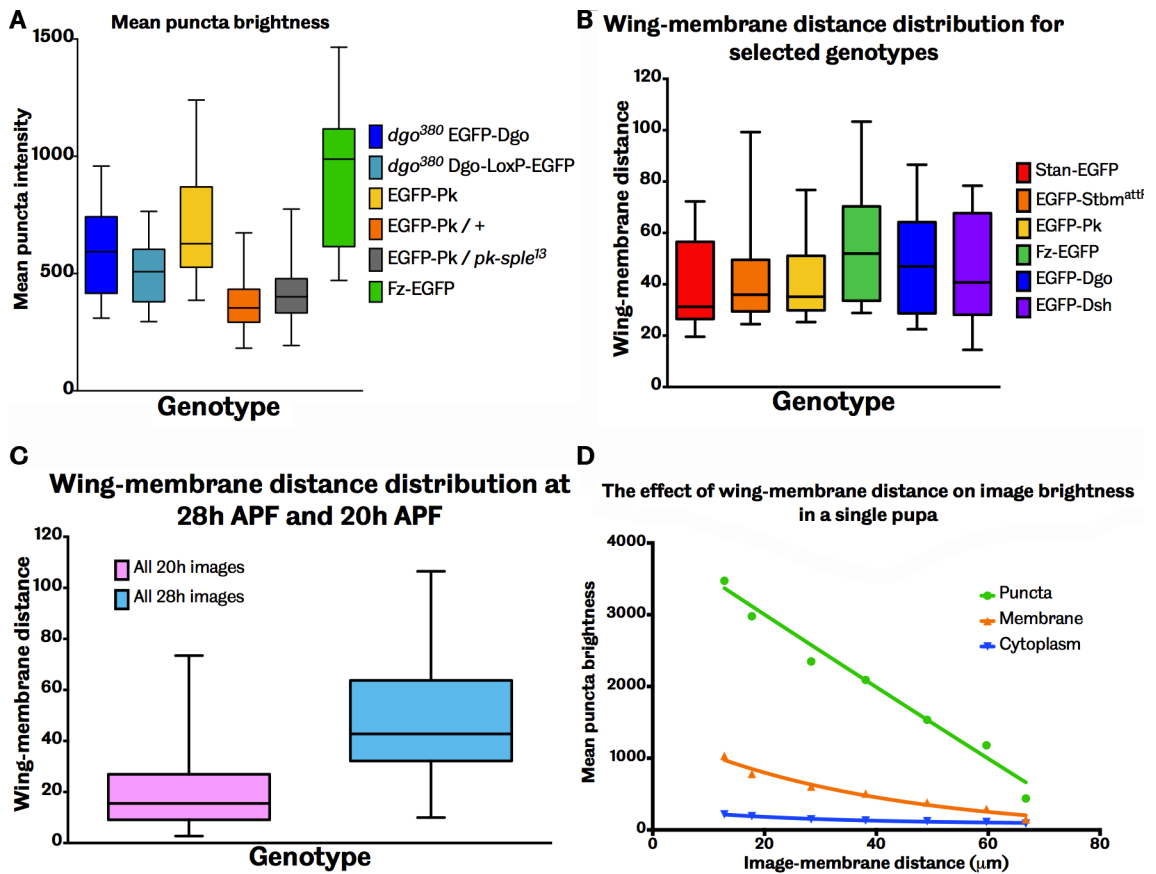 A
Mean puncta brightness
1500
1000
500
0
Mean puncta intensity
Genotype
dgo³⁸⁰ EGFP-Dgo
dgo³⁸⁰ Dgo-LoxP-EGFP
EGFP-Pk
EGFP-Pk / +
EGFP-Pk / pk-sple¹³
Fz-EGFP
B
Wing-membrane distance distribution for
selected genotypes
120
100
80
60
40
20
0
Wing-membrane distance
Genotype
Stan-EGFP
EGFP-Stbm
EGFP-Pk
Fz-EGFP
EGFP-Dgo
EGFP-Dsh
C
Wing-membrane distance distribution at
28h APF and 20h APF
120
100
80
60
40
20
0
Wing-membrane distance
All 20h images
All 28h images
Genotype
D
The effect of wing-membrane distance on image brightness
in a single pupa
4000
3000
2000
1000
0
Mean puncta brightness
Puncta
Membrane
Cytoplasm
0
20
40
60
80
Image-membrane distance (μm)